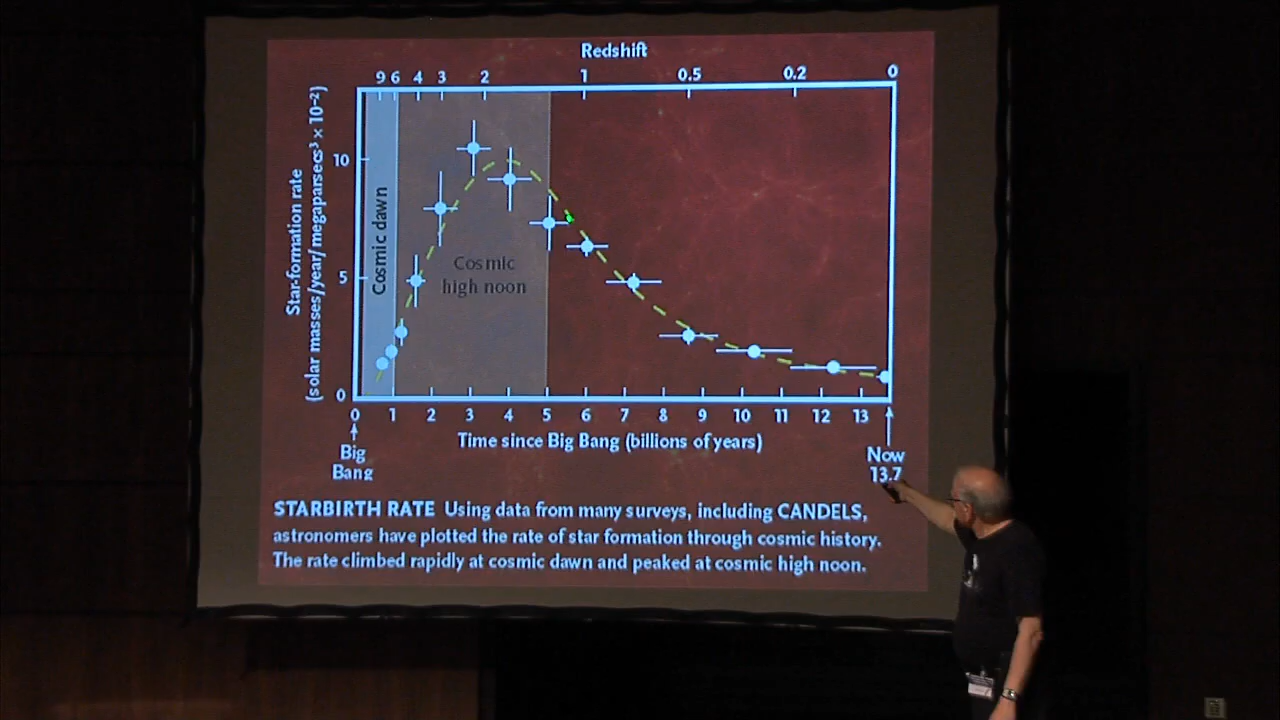 Redshift
9 6 4 3 2 1 0.5 0.2 0
Star-formation rate
(solar masses/year/megaparsecs³ × 10⁻²)
10
5
0
Cosmic dawn
Cosmic
high noon
0 1 2 3 4 5 6 7 8 9 10 11 12 13
Time since Big Bang (billions of years)
Big
Bang
Now
13.7
STARBIRTH RATE Using data from many surveys, including CANDELS,
astronomers have plotted the rate of star formation through cosmic history.
The rate climbed rapidly at cosmic dawn and peaked at cosmic high noon.